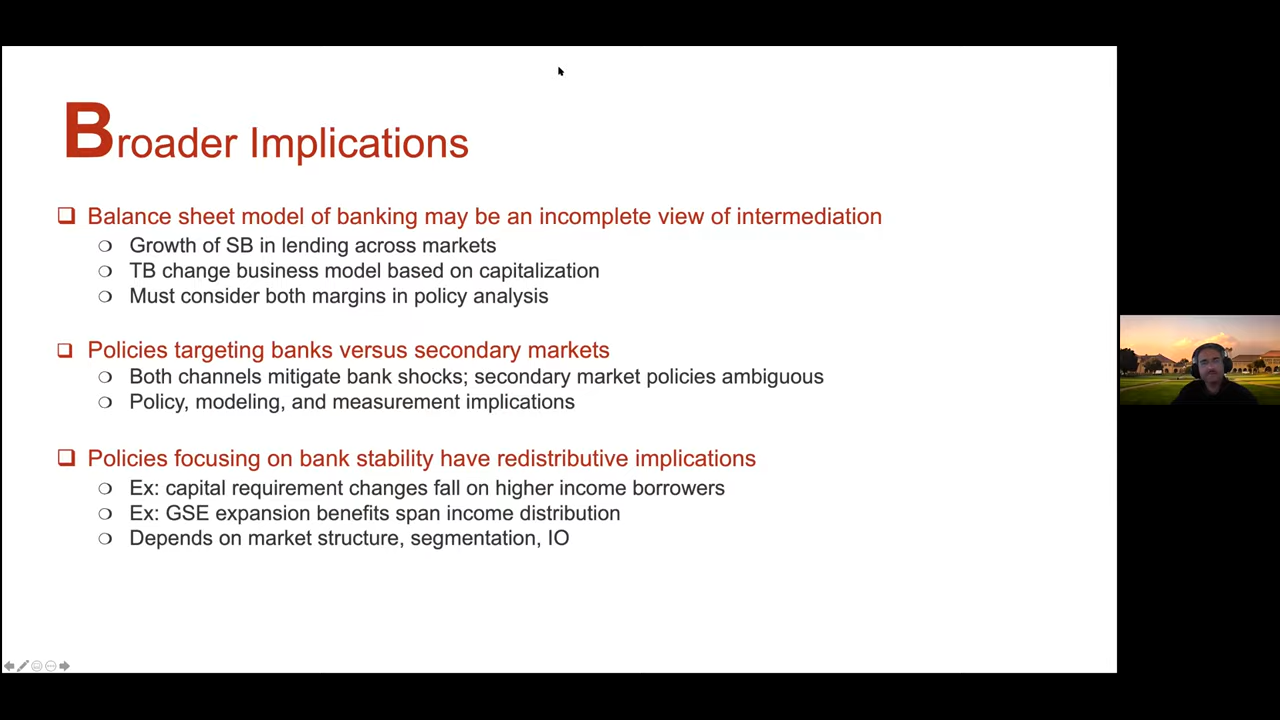 Broader Implications
Balance sheet model of banking may be an incomplete view of intermediation
Growth of SB in lending across markets
TB change business model based on capitalization
Must consider both margins in policy analysis
Policies targeting banks versus secondary markets
Both channels mitigate bank shocks; secondary market policies ambiguous
Policy, modeling, and measurement implications
Policies focusing on bank stability have redistributive implications
Ex: capital requirement changes fall on higher income borrowers
Ex: GSE expansion benefits span income distribution
Depends on market structure, segmentation, IO